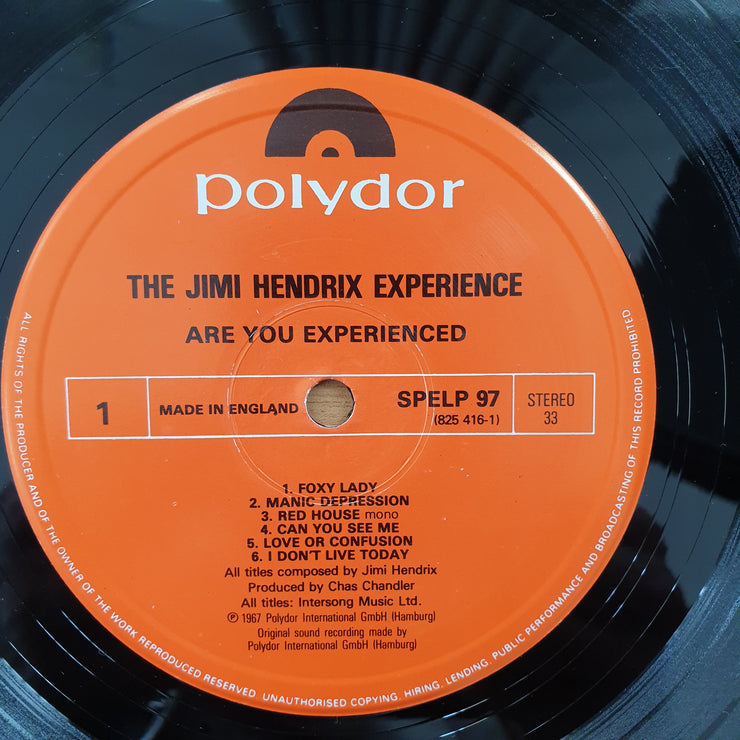 polydor
THE JIMI HENDRIX EXPERIENCE
ARE YOU EXPERIENCED
1
MADE IN ENGLAND
SPELP 97
(825 416-1)
STEREO
33
1. FOXY LADY
2. MANIC DEPRESSION
3. RED HOUSE mono
4. CAN YOU SEE ME
5. LOVE OR CONFUSION
6. I DON'T LIVE TODAY
All titles composed by Jimi Hendrix
Produced by Chas Chandler
All titles: Intersong Music Ltd.
℗ 1967 Polydor International GmbH (Hamburg)
Original sound recording made by
Polydor International GmbH (Hamburg)
ALL RIGHTS OF THE PRODUCER AND OF THE OWNER OF THE WORK REPRODUCED RESERVED UNAUTHORISED COPYING, HIRING, LENDING, PUBLIC PERFORMANCE AND BROADCASTING OF THIS RECORD PROHIBITED